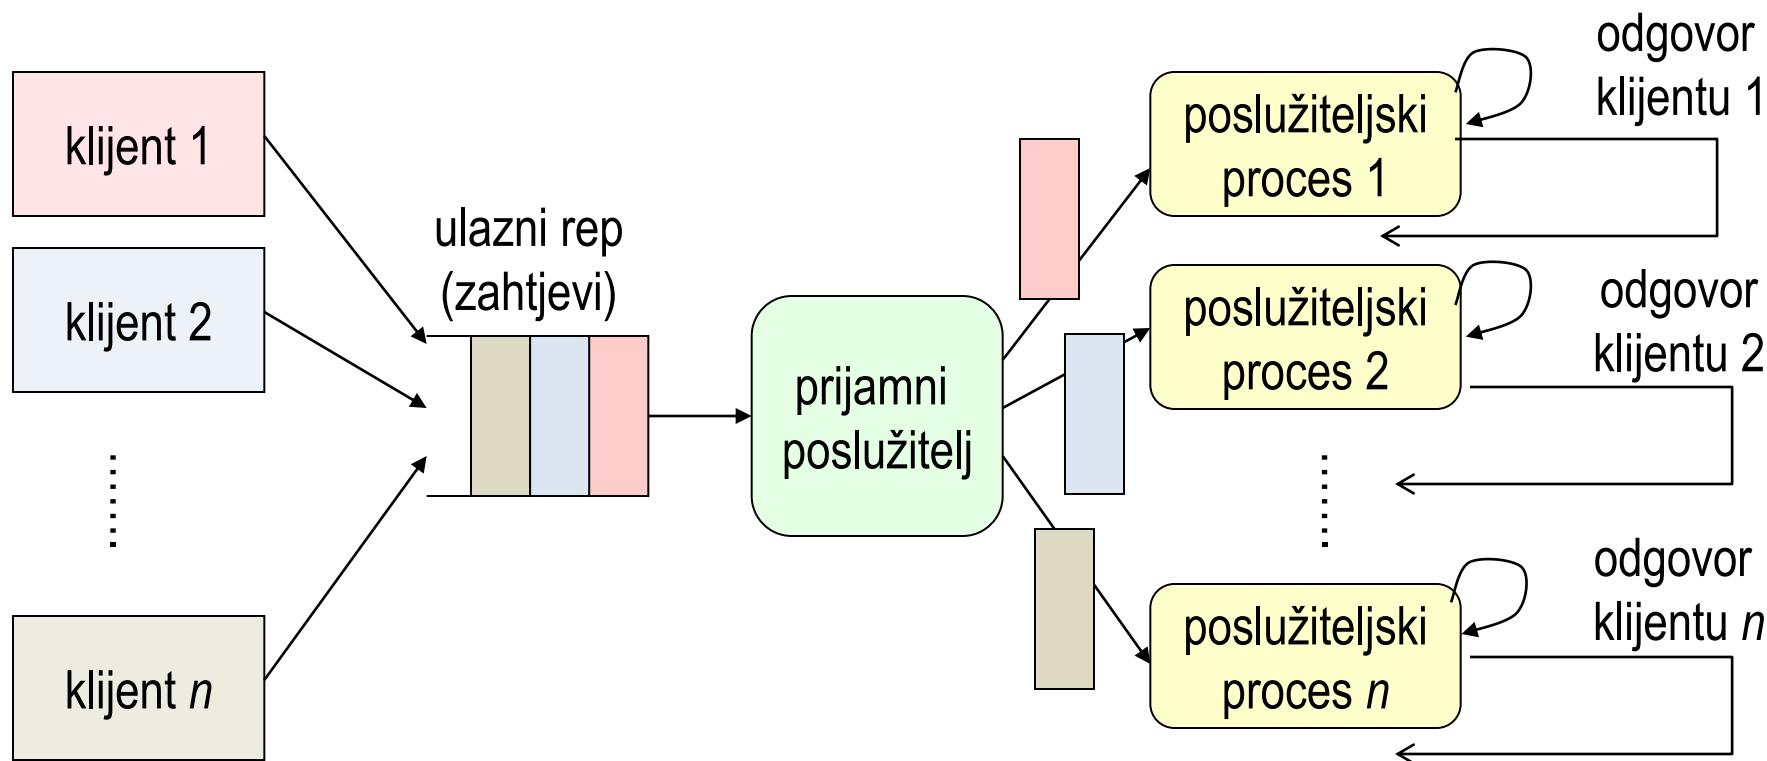 klijent 1
klijent 2
klijent n
ulazni rep
(zahtjevi)
prijamni
poslužitelj
poslužiteljski
proces 1
odgovor
klijentu 1
poslužiteljski
proces 2
odgovor
klijentu 2
poslužiteljski
proces n
odgovor
klijentu n